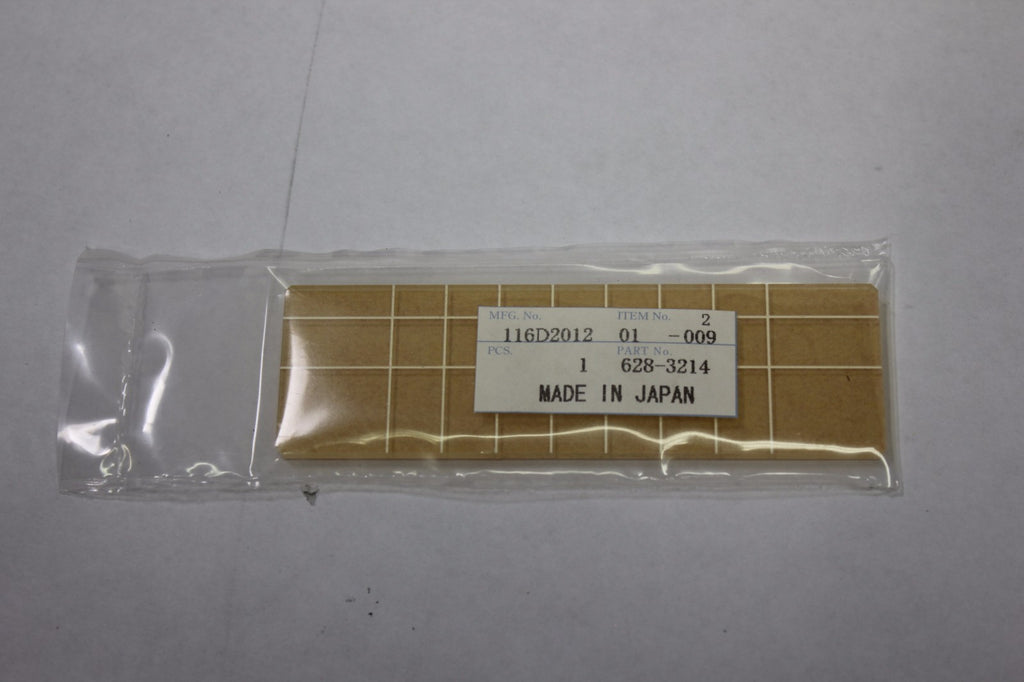 MFG. No. ITEM No. 2
116D2012 01 -009
PCS. PART No.
1 628-3214
MADE IN JAPAN